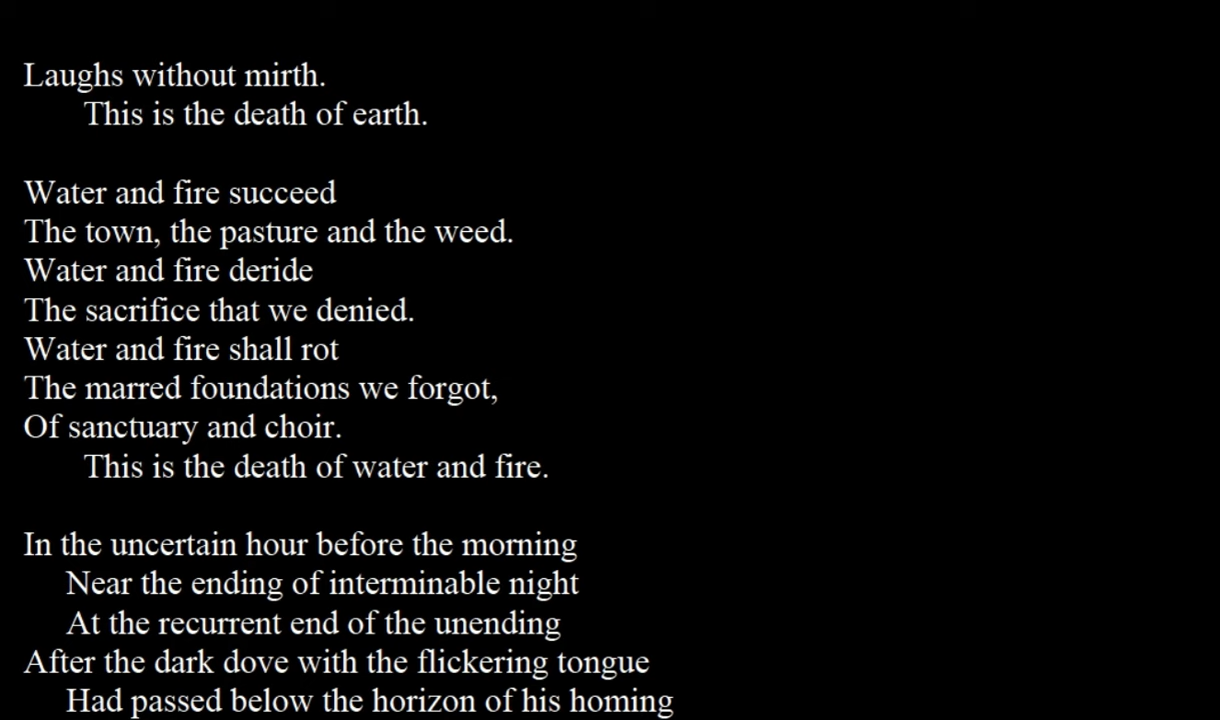 Laughs without mirth.
This is the death of earth.
Water and fire succeed
The town, the pasture and the weed.
Water and fire deride
The sacrifice that we denied.
Water and fire shall rot
The marred foundations we forgot,
Of sanctuary and choir.
This is the death of water and fire.
In the uncertain hour before the morning
Near the ending of interminable night
At the recurrent end of the unending
After the dark dove with the flickering tongue
Had passed below the horizon of his homing